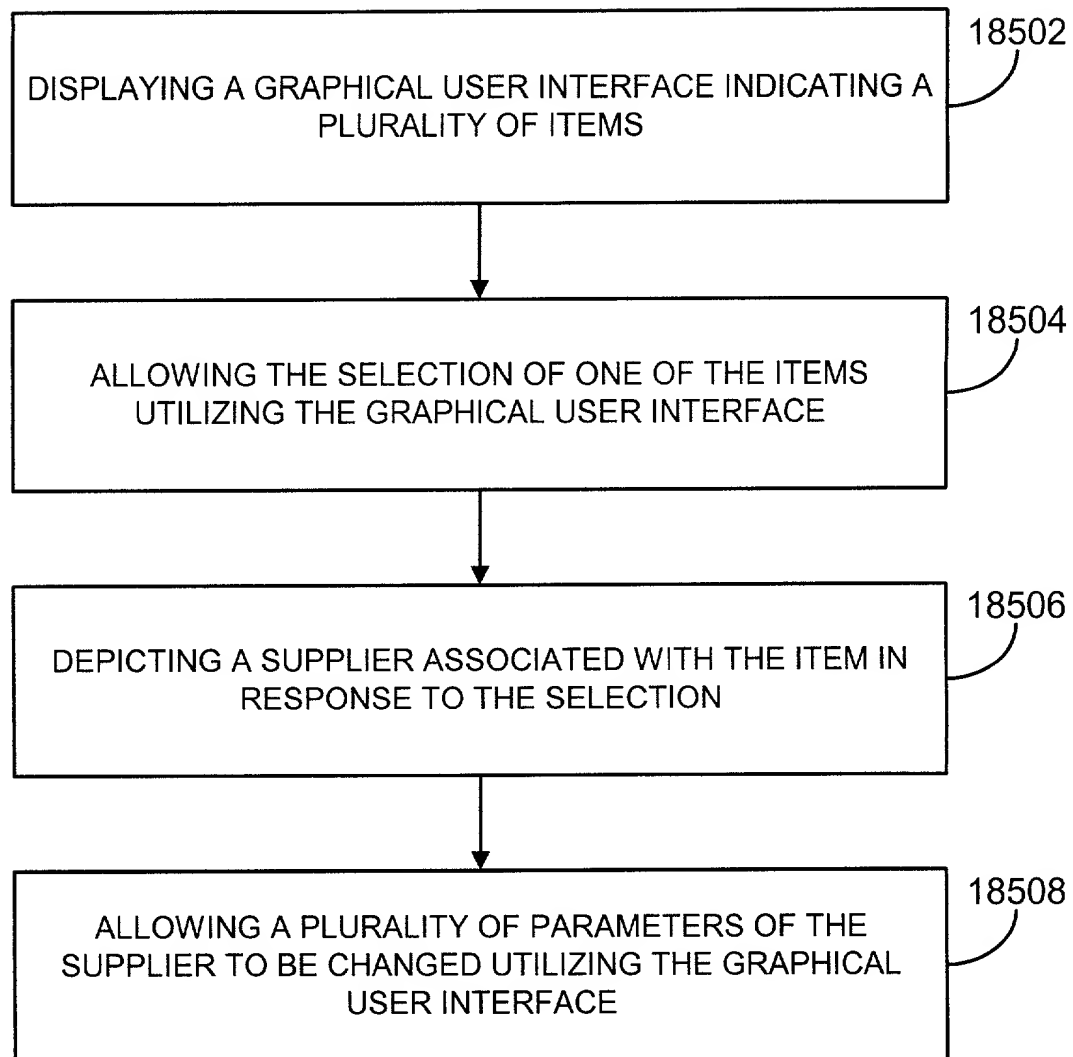 18502
DISPLAYING A GRAPHICAL USER INTERFACE INDICATING A
PLURALITY OF ITEMS
18504
ALLOWING THE SELECTION OF ONE OF THE ITEMS
UTILIZING THE GRAPHICAL USER INTERFACE
18506
DEPICTING A SUPPLIER ASSOCIATED WITH THE ITEM IN
RESPONSE TO THE SELECTION
18508
ALLOWING A PLURALITY OF PARAMETERS OF THE
SUPPLIER TO BE CHANGED UTILIZING THE GRAPHICAL
USER INTERFACE